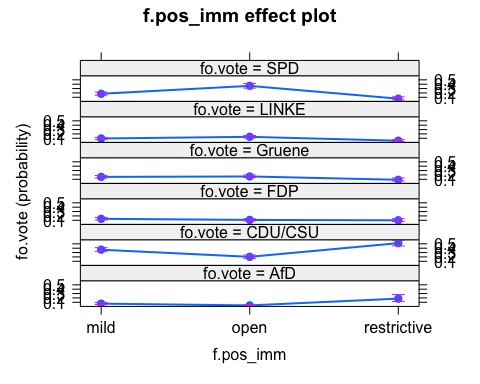 f.pos_imm effect plot
fo.vote = SPD
fo.vote = LINKE
fo.vote = Gruene
fo.vote = FDP
fo.vote = CDU/CSU
fo.vote = AfD
fo.vote (probability)
mild open restrictive
f.pos_imm